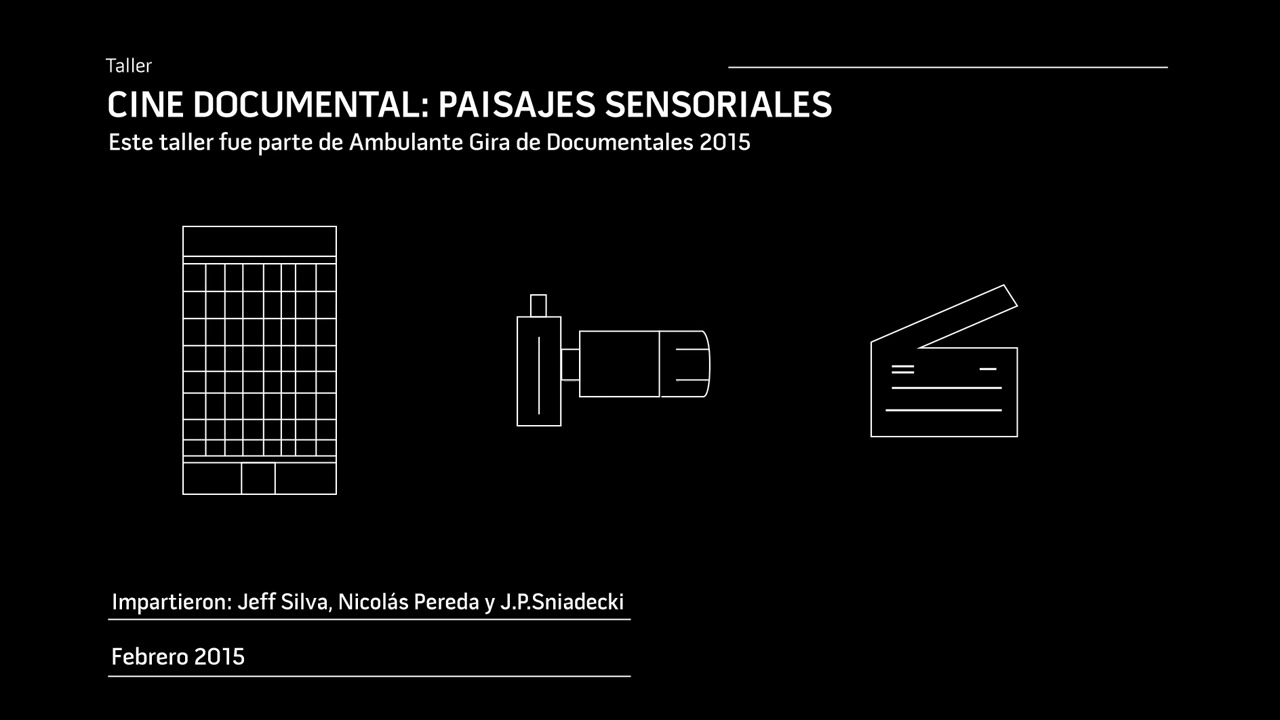 Taller
CINE DOCUMENTAL: PAISAJES SENSORIALES
Este taller fue parte de Ambulante Gira de Documentales 2015
Impartieron: Jeff Silva, Nicolás Pereda y J.P.Sniadecki
Febrero 2015